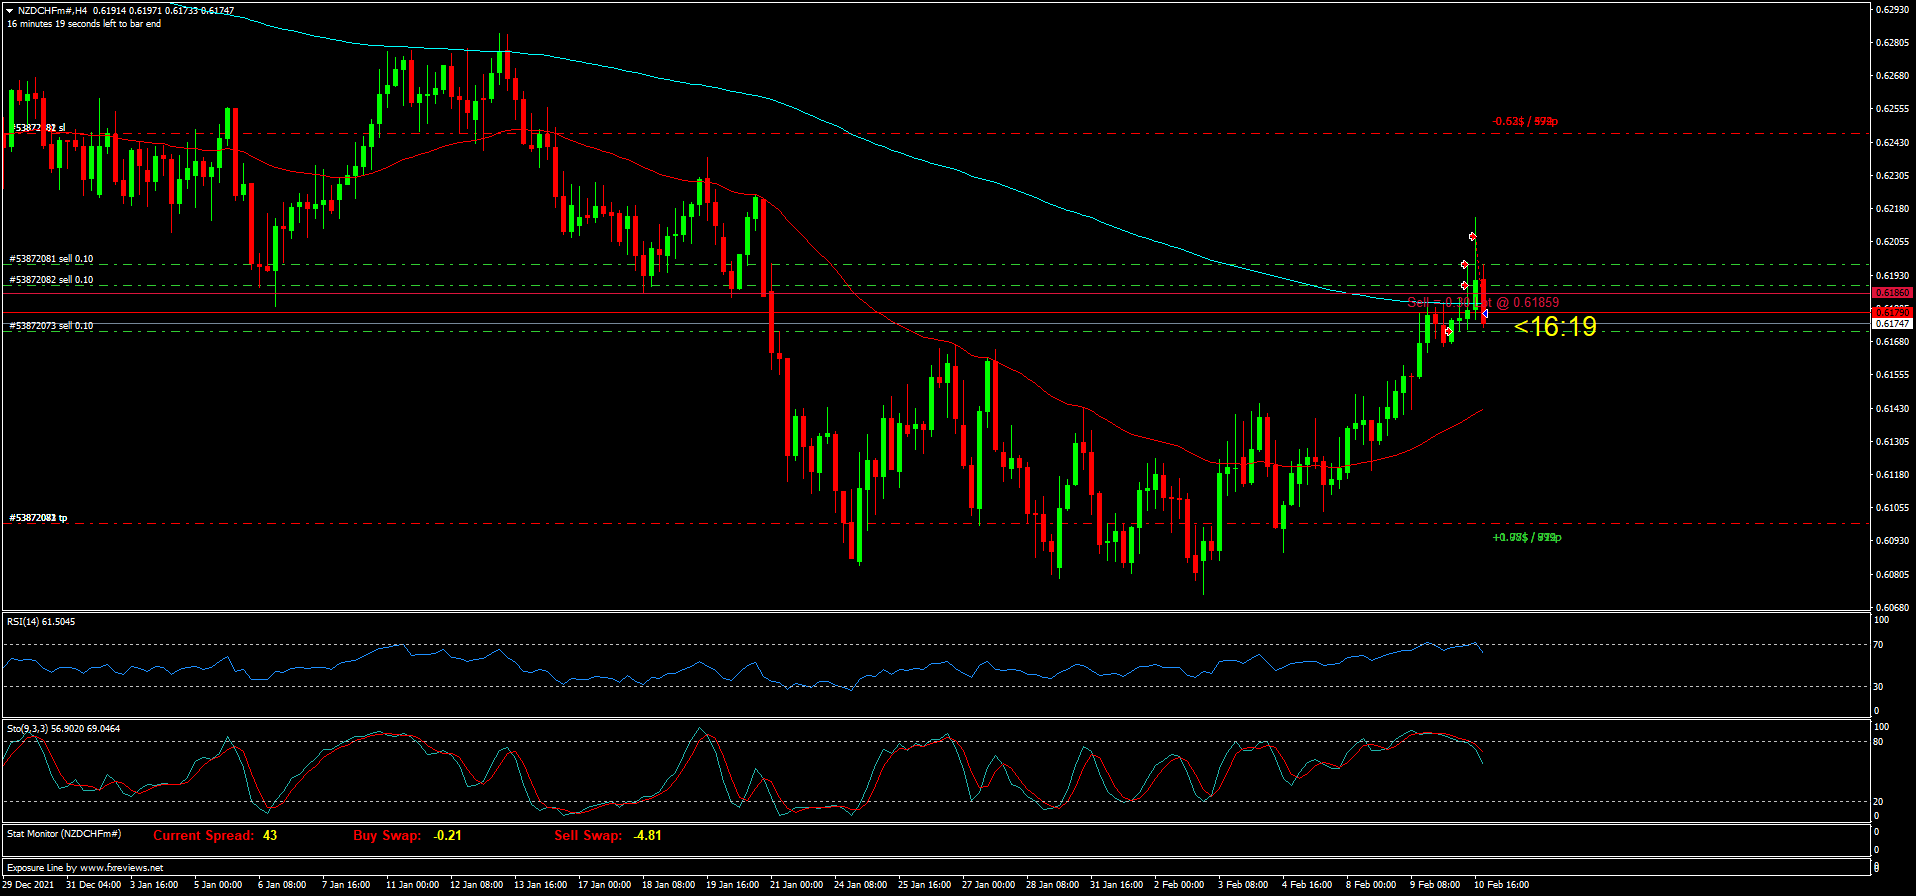 NZDCHFm#,H4 0.61914 0.61971 0.61733 0.61747
16 minutes 19 seconds left to bar end
0.62930
0.62805
0.62680
0.62555
sl
0.62430
0.62305
0.62180
0.62055
#53872081 sell 0.10
0.61930
#53872082 sell 0.10
0.61860
@ 0.61859
0.61790
#53872073 sell 0.10
<16:19
0.61747
0.61680
0.61555
0.61430
0.61305
0.61180
0.61055
tp
0.60930
0.60805
0.60680
RSI(14) 61.5045
100
70
30
0
Sto(9,3,3) 56.9020 69.0464
100
80
20
0
Stat Monitor (NZDCHFm#) Current Spread: 43 Buy Swap: -0.21 Sell Swap: -4.81
0
0
Exposure Line by www.fxreviews.net
29 Dec 2021 31 Dec 04:00 3 Jan 16:00 5 Jan 00:00 6 Jan 08:00 7 Jan 16:00 11 Jan 00:00 12 Jan 08:00 13 Jan 16:00 17 Jan 00:00 18 Jan 08:00 19 Jan 16:00 21 Jan 00:00 24 Jan 08:00 25 Jan 16:00 27 Jan 00:00 28 Jan 08:00 31 Jan 16:00 2 Feb 00:00 3 Feb 08:00 4 Feb 16:00 8 Feb 00:00 9 Feb 08:00 10 Feb 16:00